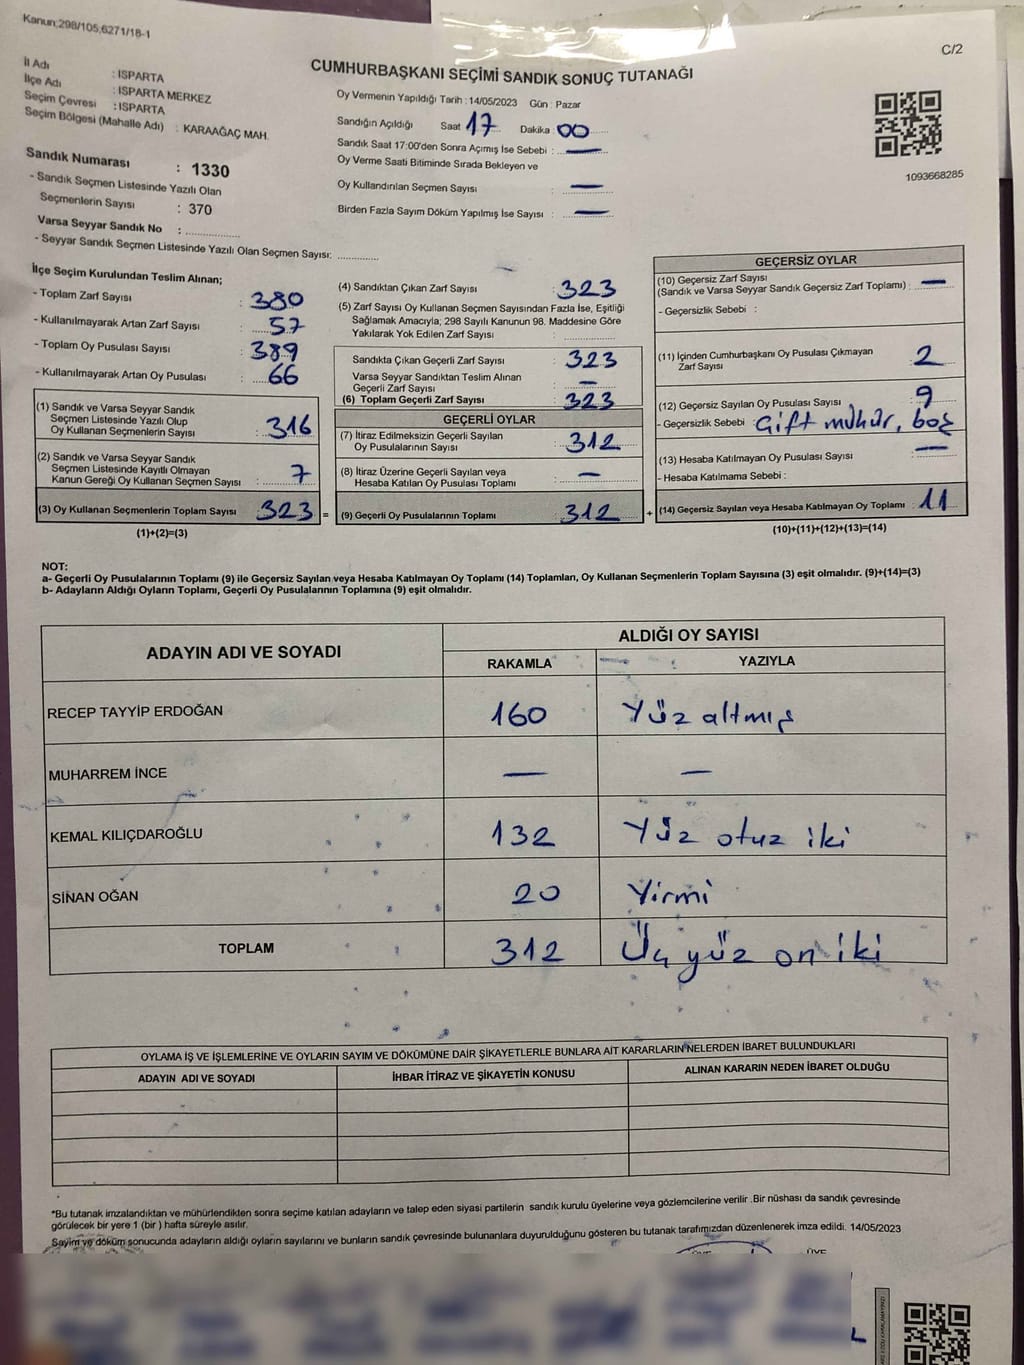 Kanun;298/105,6271/18-1
C/2
İl Adı : ISPARTA
İlçe Adı : ISPARTA MERKEZ
Seçim Çevresi : ISPARTA
Seçim Bölgesi (Mahalle Adı) : KARAAĞAÇ MAH.
Sandık Numarası : 1330
- Sandık Seçmen Listesinde Yazılı Olan
Seçmenlerin Sayısı : 370
Varsa Seyyar Sandık No : ................
- Seyyar Sandık Seçmen Listesinde Yazılı Olan Seçmen Sayısı: ............
CUMHURBAŞKANI SEÇİMİ SANDIK SONUÇ TUTANAĞI
Oy Vermenin Yapıldığı Tarih : 14/05/2023 Gün : Pazar
Sandığın Açıldığı Saat 17 Dakika 00
Sandık Saat 17:00'den Sonra Açımış İse Sebebi : —
Oy Verme Saati Bitiminde Sırada Bekleyen ve
Oy Kullandırılan Seçmen Sayısı : —
Birden Fazla Sayım Döküm Yapılmış İse Sayısı : —
1093668285
İlçe Seçim Kurulundan Teslim Alınan;
- Toplam Zarf Sayısı : 380
- Kullanılmayarak Artan Zarf Sayısı : 57
- Toplam Oy Pusulası Sayısı : 389
- Kullanılmayarak Artan Oy Pusulası : 66
(1) Sandık ve Varsa Seyyar Sandık
Seçmen Listesinde Yazılı Olup
Oy Kullanan Seçmenlerin Sayısı : 316
(2) Sandık ve Varsa Seyyar Sandık
Seçmen Listesinde Kayıtlı Olmayan
Kanun Gereği Oy Kullanan Seçmen Sayısı : 7
(3) Oy Kullanan Seçmenlerin Toplam Sayısı 323 =
(1)+(2)=(3)
(4) Sandıktan Çıkan Zarf Sayısı : 323
(5) Zarf Sayısı Oy Kullanan Seçmen Sayısından Fazla İse, Eşitliği
Sağlamak Amacıyla; 298 Sayılı Kanunun 98. Maddesine Göre
Yakılarak Yok Edilen Zarf Sayısı : ................
Sandıkta Çıkan Geçerli Zarf Sayısı : 323
Varsa Seyyar Sandıktan Teslim Alınan
Geçerli Zarf Sayısı : —
(6) Toplam Geçerli Zarf Sayısı : 323
GEÇERLİ OYLAR
(7) İtiraz Edilmeksizin Geçerli Sayılan
Oy Pusulalarının Sayısı : 312
(8) İtiraz Üzerine Geçerli Sayılan veya
Hesaba Katılan Oy Pusulası Toplamı : —
(9) Geçerli Oy Pusulalarının Toplamı : 312 +
GEÇERSİZ OYLAR
(10) Geçersiz Zarf Sayısı
(Sandık ve Varsa Seyyar Sandık Geçersiz Zarf Toplamı) : —
- Geçersizlik Sebebi :
(11) İçinden Cumhurbaşkanı Oy Pusulası Çıkmayan
Zarf Sayısı : 2
(12) Geçersiz Sayılan Oy Pusulası Sayısı : 9
- Geçersizlik Sebebi : Çift mühür, boş
(13) Hesaba Katılmayan Oy Pusulası Sayısı : —
- Hesaba Katılmama Sebebi :
(14) Geçersiz Sayılan veya Hesaba Katılmayan Oy Toplamı : 11
(10)+(11)+(12)+(13)=(14)
NOT:
a- Geçerli Oy Pusulalarının Toplamı (9) ile Geçersiz Sayılan veya Hesaba Katılmayan Oy Toplamı (14) Toplamları, Oy Kullanan Seçmenlerin Toplam Sayısına (3) eşit olmalıdır. (9)+(14)=(3)
b- Adayların Aldığı Oyların Toplamı, Geçerli Oy Pusulalarının Toplamına (9) eşit olmalıdır.
ADAYIN ADI VE SOYADI ALDIĞI OY SAYISI
RAKAMLA YAZIYLA
RECEP TAYYİP ERDOĞAN 160 Yüz altmış
MUHARREM İNCE — —
KEMAL KILIÇDAROĞLU 132 Yüz otuz iki
SİNAN OĞAN 20 Yirmi
TOPLAM 312 Üç yüz on iki
OYLAMA İŞ VE İŞLEMLERİNE VE OYLARIN SAYIM VE DÖKÜMÜNE DAİR ŞİKAYETLERLE BUNLARA AİT KARARLARIN NELERDEN İBARET BULUNDUKLARI
ADAYIN ADI VE SOYADI İHBAR İTİRAZ VE ŞİKAYETİN KONUSU ALINAN KARARIN NEDEN İBARET OLDUĞU
*Bu tutanak imzalandıktan ve mühürlendikten sonra seçime katılan adayların ve talep eden siyasi partilerin sandık kurulu üyelerine veya gözlemcilerine verilir .Bir nüshası da sandık çevresinde
görülecek bir yere 1 (bir ) hafta süreyle asılır.
Sayım ve döküm sonucunda adayların aldığı oyların sayılarını ve bunların sandık çevresinde bulunanlara duyurulduğunu gösteren bu tutanak tarafımızdan düzenlenerek imza edildi. 14/05/2023